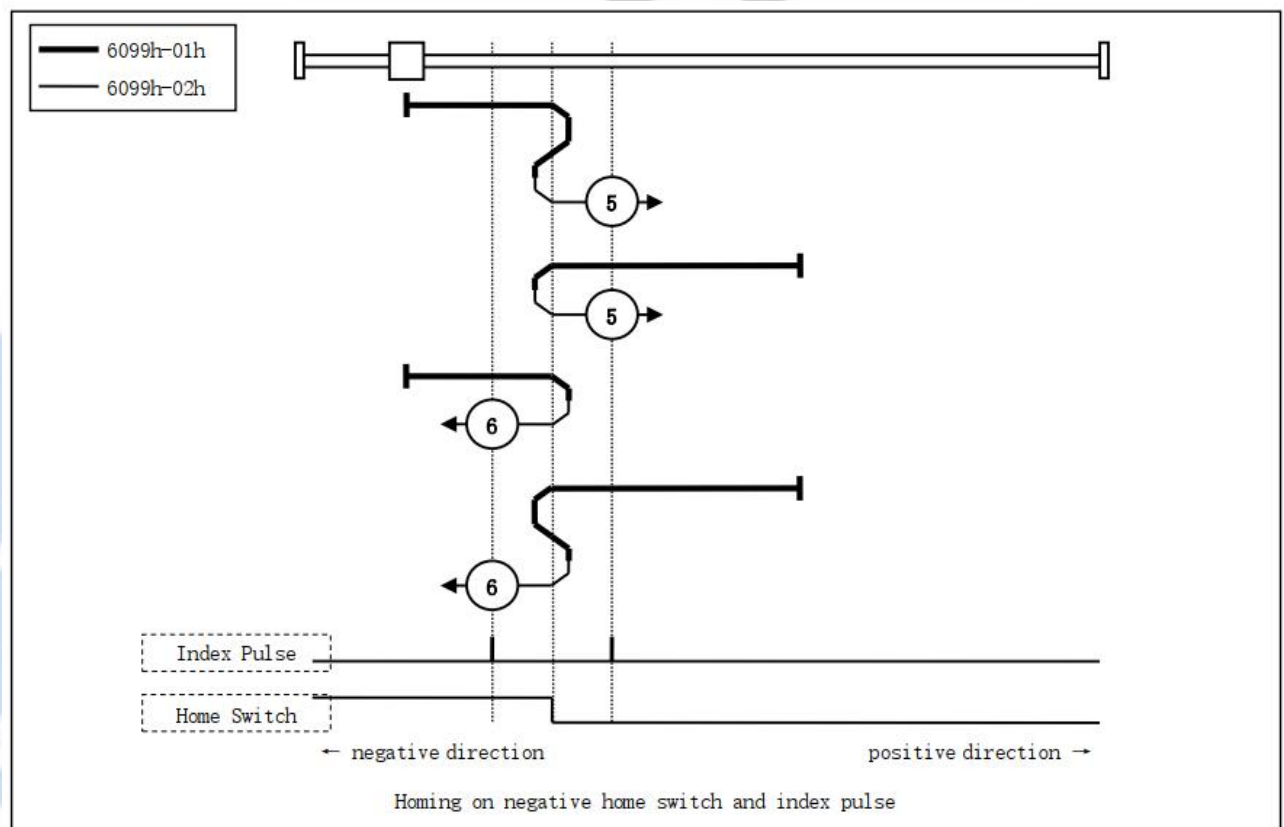 6099h-01h
6099h-02h
5
5
6
6
Index Pulse
Home Switch
← negative direction
positive direction →
Homing on negative home switch and index pulse